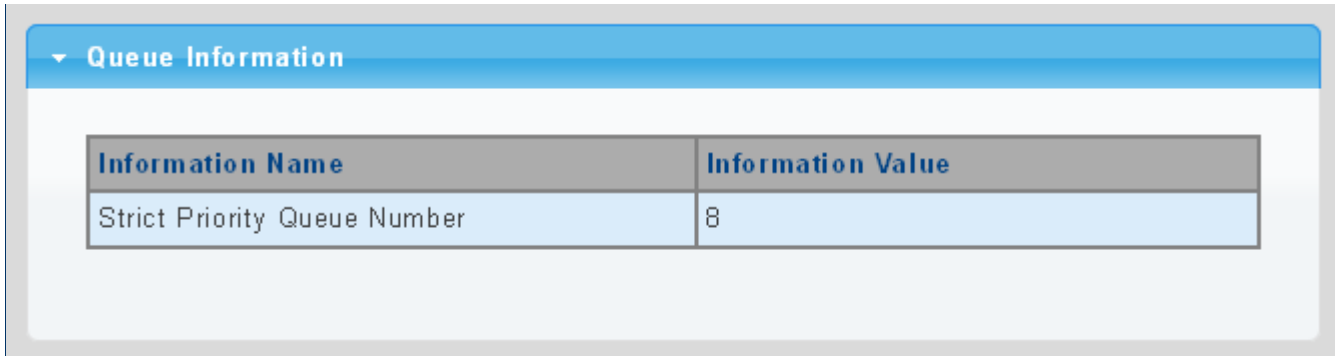 Queue Information
Information Name Information Value
Strict Priority Queue Number 8